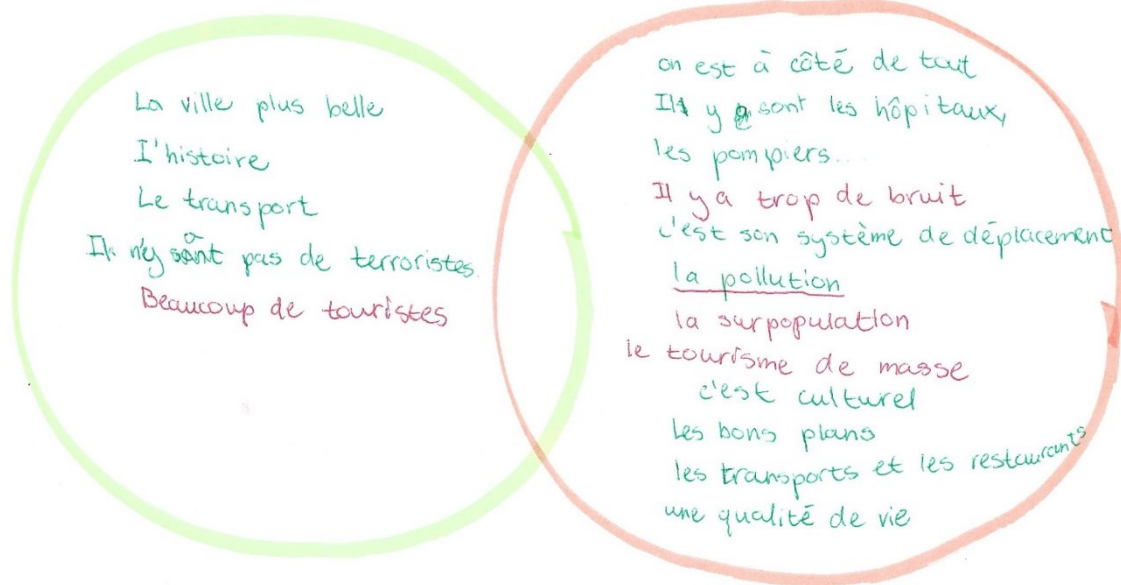 La ville plus belle
I'histoire
Le transport
Il n'y a pas de terroristes.
Beaucoup de touristes
on est à côté de tout
Il y sont les hôpitaux,
les pompiers...
Il y a trop de bruit
c'est son système de déplacement
la pollution
la surpopulation
le tourisme de masse
c'est culturel
Les bons plans
les transports et les restaurants
une qualité de vie